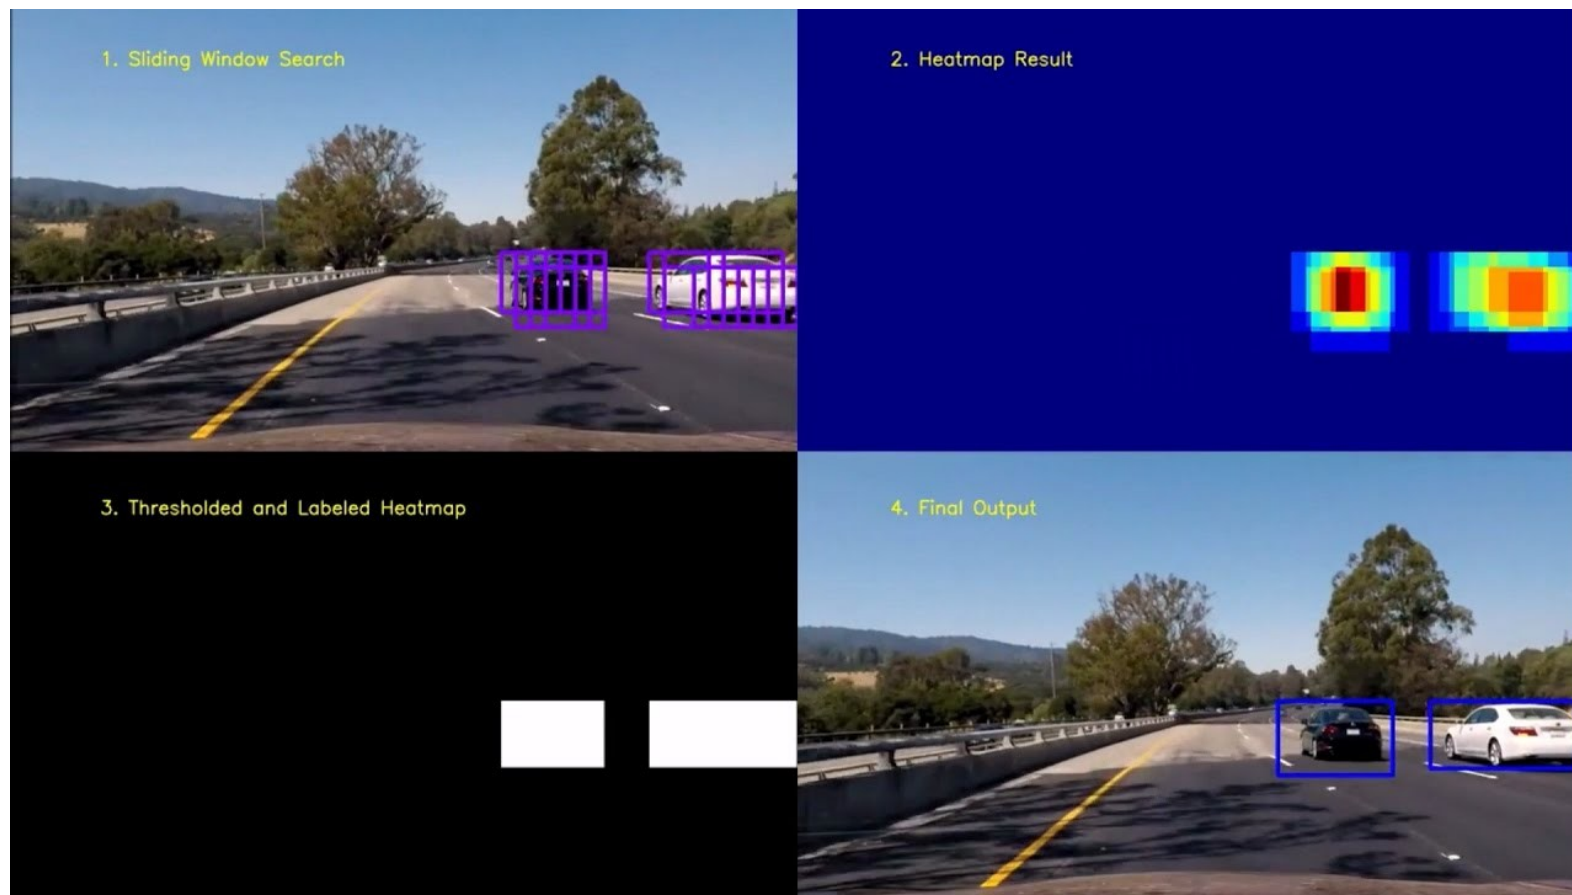 1. Sliding Window Search
2. Heatmap Result
3. Thresholded and Labeled Heatmap
4. Final Output